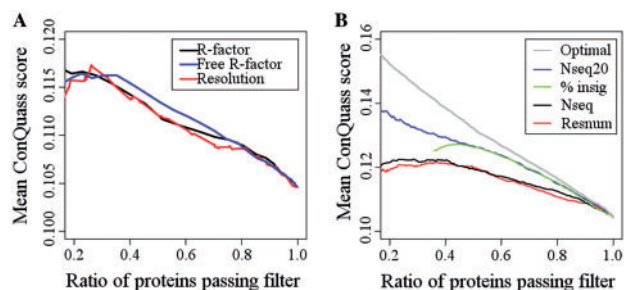 A
Mean ConQuass score
0.120
0.115
0.110
0.105
0.100
R-factor
Free R-factor
Resolution
0.2 0.4 0.6 0.8 1.0
Ratio of proteins passing filter
B
Mean ConQuass score
0.16
0.14
0.12
0.10
Optimal
Nseq20
% insig
Nseq
Resnum
0.2 0.4 0.6 0.8 1.0
Ratio of proteins passing filter